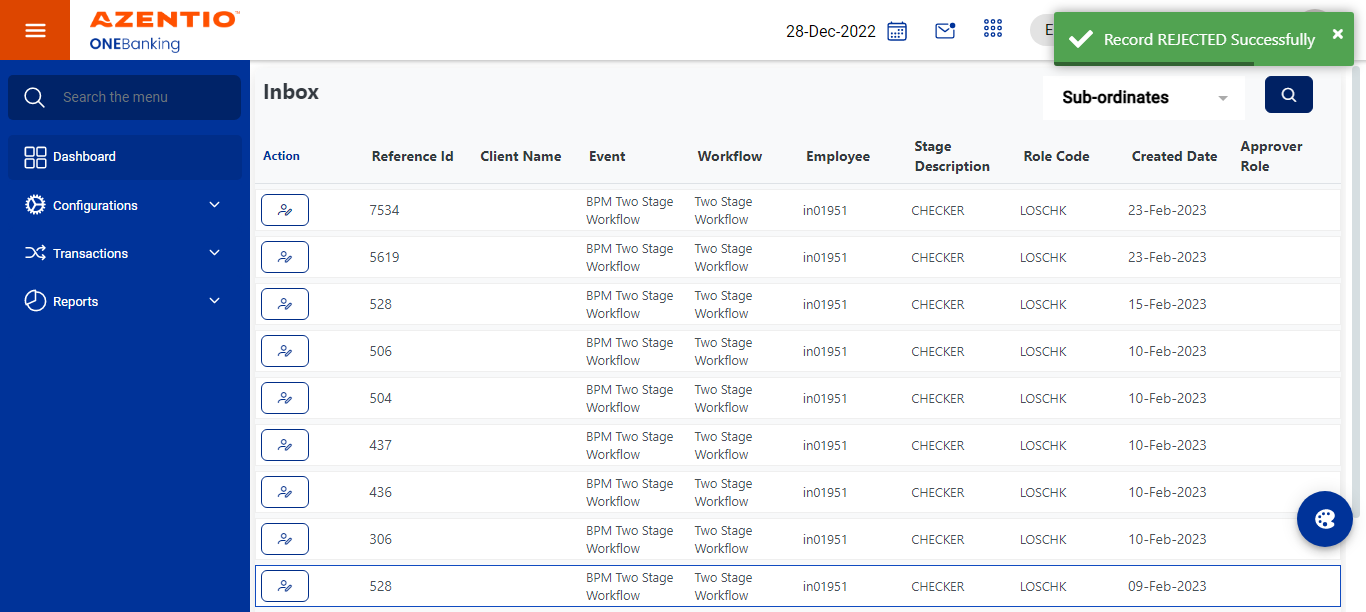 AZENTIO™
ONEBanking
28-Dec-2022
E
Record REJECTED Successfully
×
Search the menu
Dashboard
Configurations
Transactions
Reports
Inbox
Sub-ordinates
Action Reference Id Client Name Event Workflow Employee Stage Description Role Code Created Date Approver Role
7534 BPM Two Stage Workflow Two Stage Workflow in01951 CHECKER LOSCHK 23-Feb-2023
5619 BPM Two Stage Workflow Two Stage Workflow in01951 CHECKER LOSCHK 23-Feb-2023
528 BPM Two Stage Workflow Two Stage Workflow in01951 CHECKER LOSCHK 15-Feb-2023
506 BPM Two Stage Workflow Two Stage Workflow in01951 CHECKER LOSCHK 10-Feb-2023
504 BPM Two Stage Workflow Two Stage Workflow in01951 CHECKER LOSCHK 10-Feb-2023
437 BPM Two Stage Workflow Two Stage Workflow in01951 CHECKER LOSCHK 10-Feb-2023
436 BPM Two Stage Workflow Two Stage Workflow in01951 CHECKER LOSCHK 10-Feb-2023
306 BPM Two Stage Workflow Two Stage Workflow in01951 CHECKER LOSCHK 10-Feb-2023
528 BPM Two Stage Workflow Two Stage Workflow in01951 CHECKER LOSCHK 09-Feb-2023